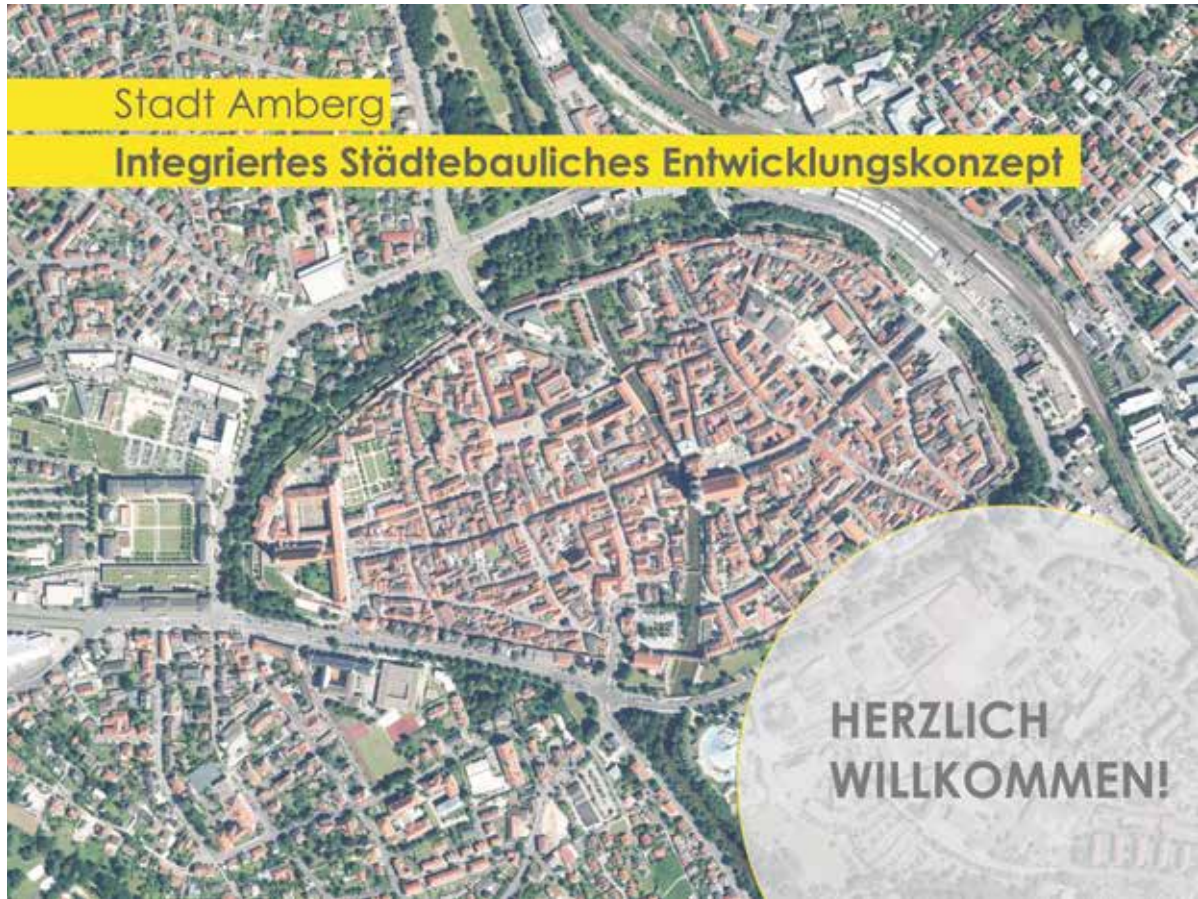 Stadt Amberg
Integriertes Städtebauliches Entwicklungskonzept
HERZLICH
WILLKOMMEN!